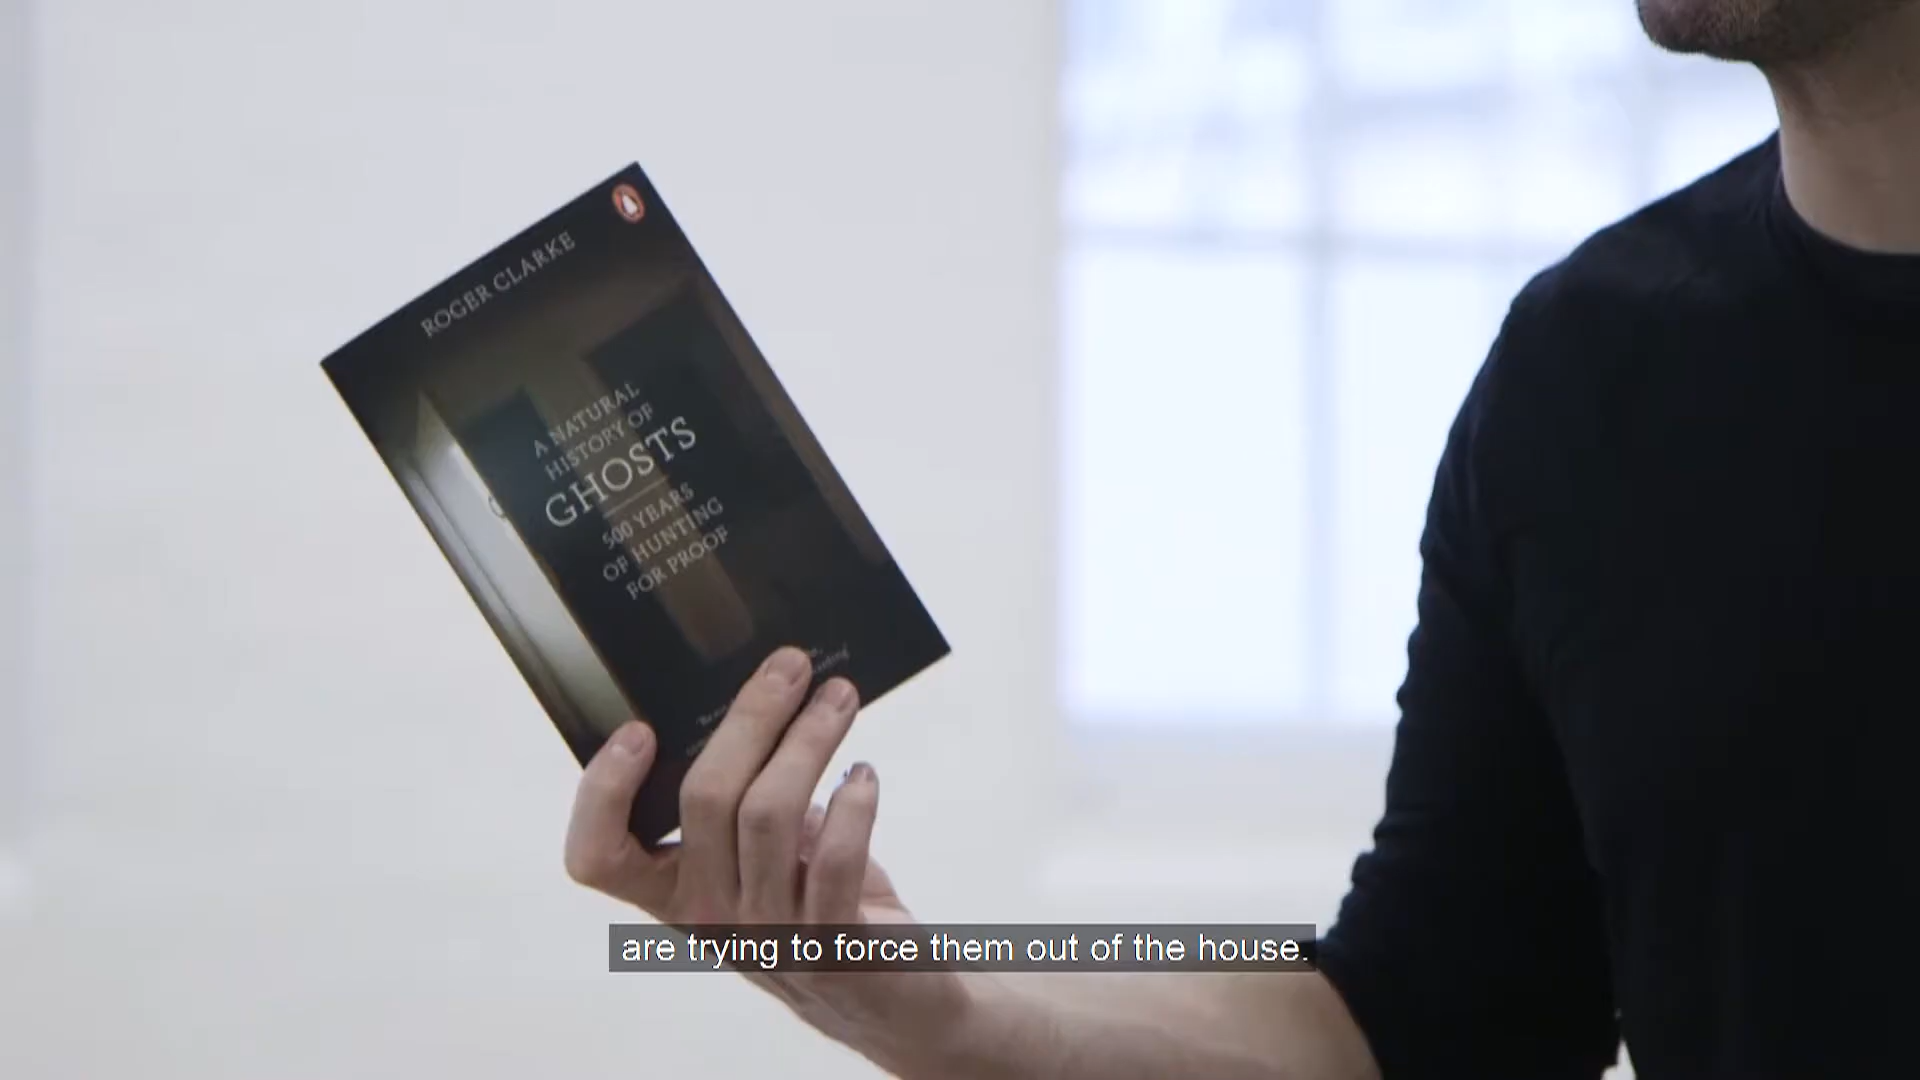 ROGER CLARKE
A NATURAL
HISTORY OF
GHOSTS
500 YEARS
OF HUNTING
FOR PROOF
are trying to force them out of the house.